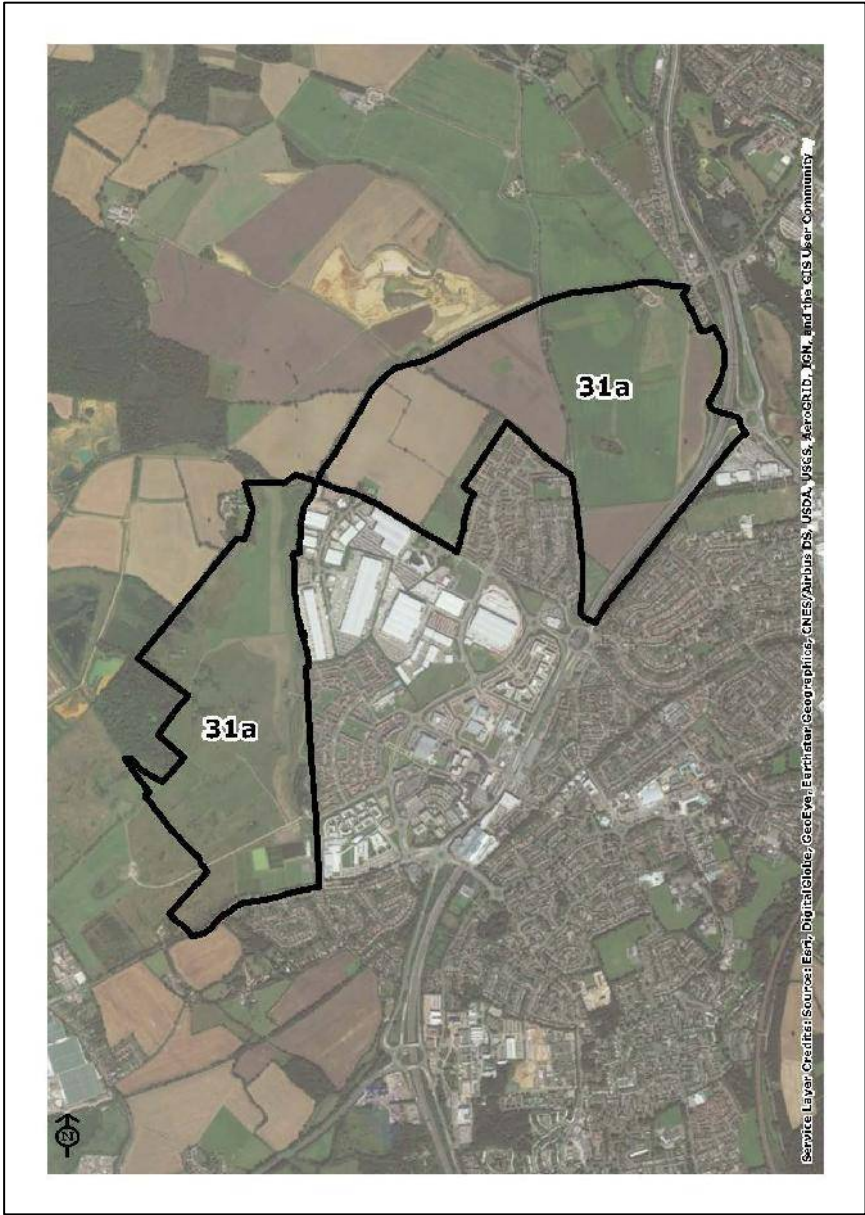 31a
31a
N
Service Layer Credits: Source: Esri, DigitalGlobe, GeoEye, Earthstar Geographics, CNES/Airbus DS, USDA, USGS, AeroGRID, IGN, and the GIS User Community